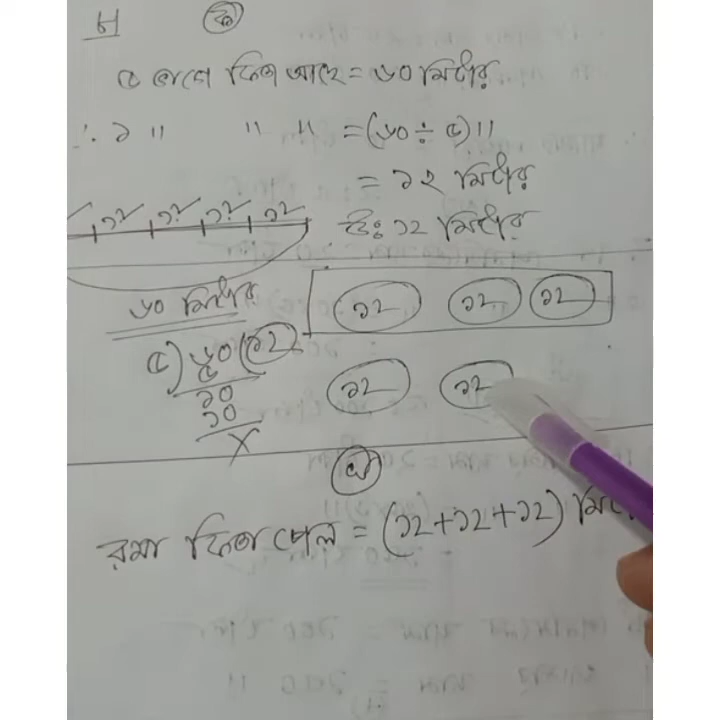 ৮ ক
৫ ভাগে ফিতা আছে = ৬০ মিটার
∴ ১ " " " = (৬০ ÷ ৫) "
= ১২ মিটার
১২ ১২ ১২ ১২
উঃ ১২ মিটার
৬০ মিটার
১২ ১২ ১২
৫) ৬০ (১২
৫
১০
১০
×
১২ ১২
খ
রমা ফিতা পেল = (১২+১২+১২)